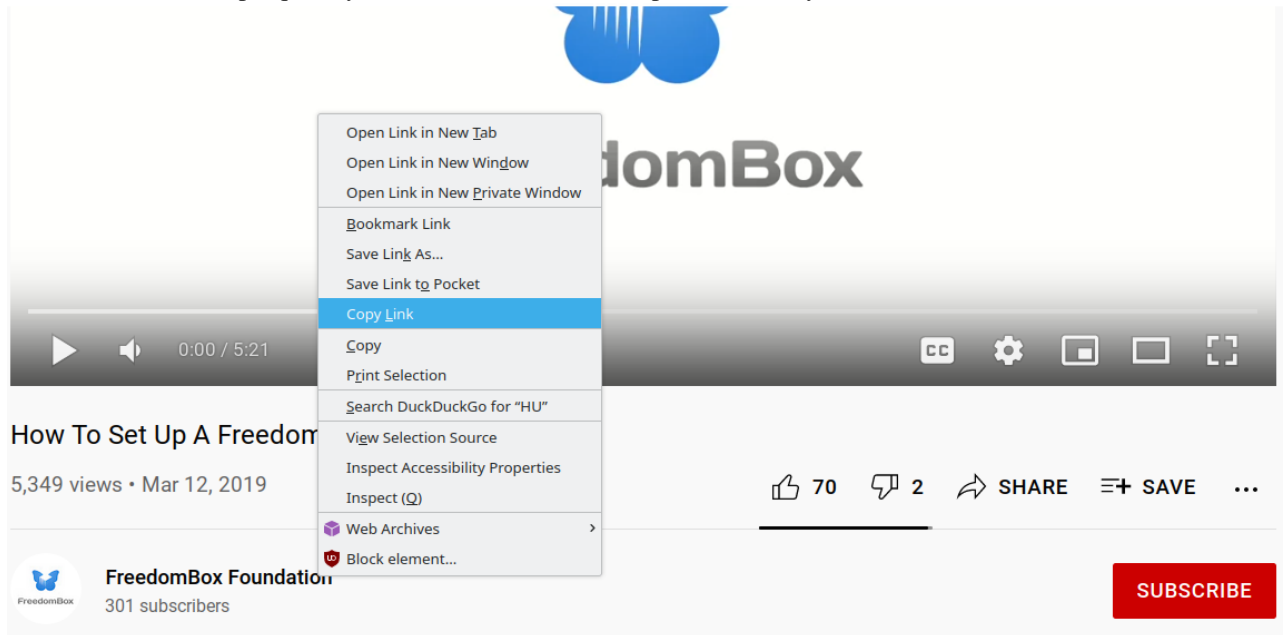 domBox
Open Link in New Tab
Open Link in New Window
Open Link in New Private Window
Bookmark Link
Save Link As...
Save Link to Pocket
Copy Link
Copy
Print Selection
Search DuckDuckGo for “HU”
View Selection Source
Inspect Accessibility Properties
Inspect (Q)
Web Archives
Block element...
0:00 / 5:21
CC
How To Set Up A Freedom
5,349 views • Mar 12, 2019
70
2
SHARE
SAVE
FreedomBox
FreedomBox Foundation
301 subscribers
SUBSCRIBE